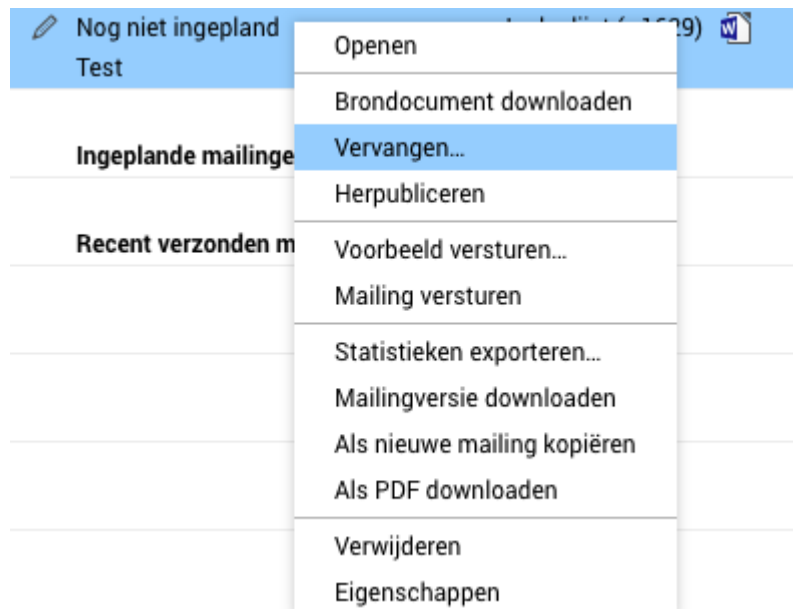 Nog niet ingepland
9)
Test
Ingeplande mailinge
Recent verzonden m
Openen
Brondocument downloaden
Vervangen...
Herpubliceren
Voorbeeld versturen...
Mailing versturen
Statistieken exporteren...
Mailingversie downloaden
Als nieuwe mailing kopiëren
Als PDF downloaden
Verwijderen
Eigenschappen